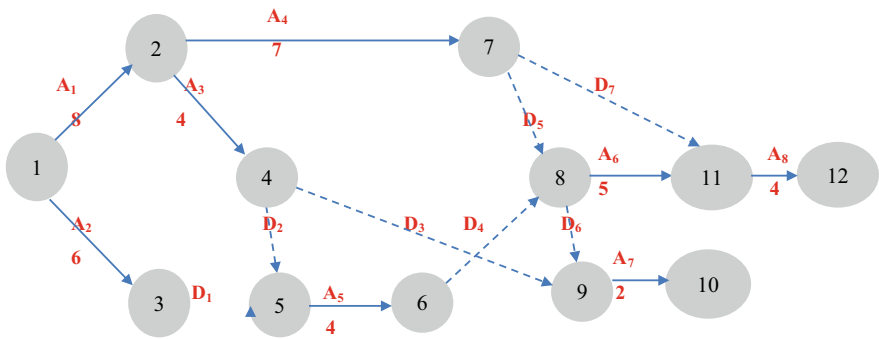 A₄
7
2
7
A₁
8
A₃
4
D₇
D₅
1
4
8
A₆
5
11
A₈
4
12
A₂
6
D₂
D₃
D₄
D₆
3
D₁
5
A₅
4
6
9
A₇
2
10